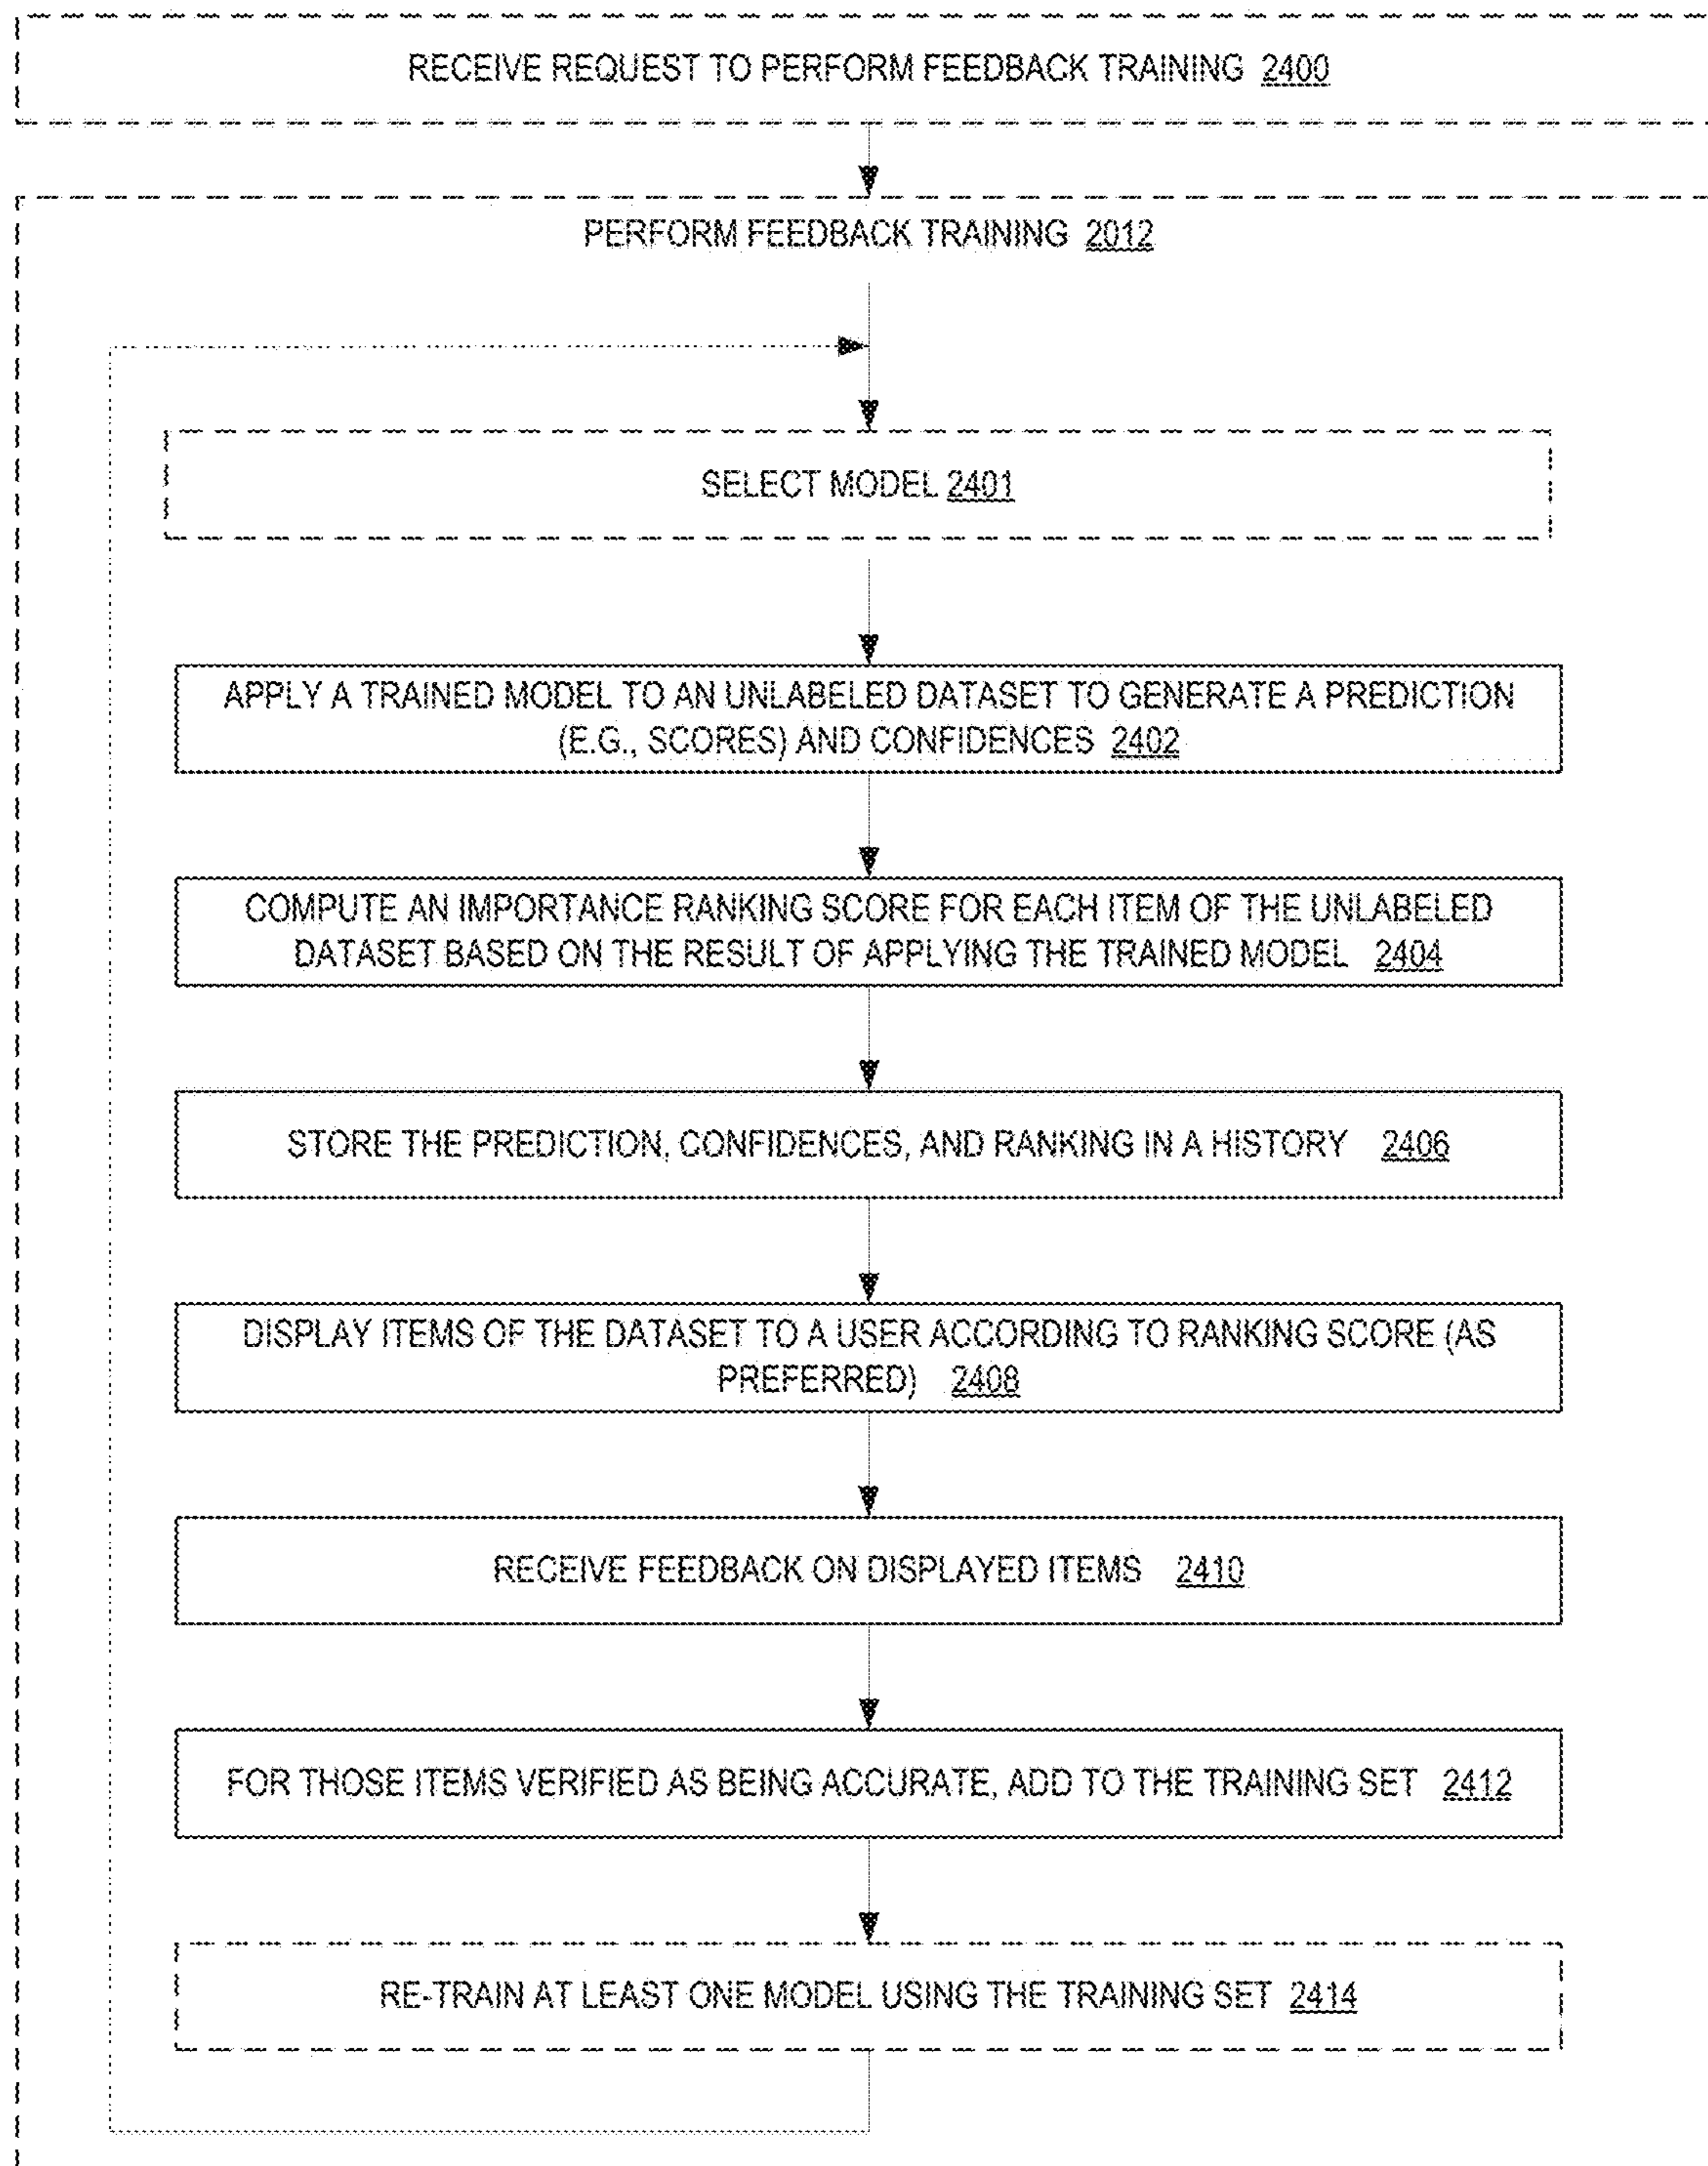 RECEIVE REQUEST TO PERFORM FEEDBACK TRAINING 2400
PERFORM FEEDBACK TRAINING 2012
SELECT MODEL 2401
APPLY A TRAINED MODEL TO AN UNLABELED DATASET TO GENERATE A PREDICTION
(E.G., SCORES) AND CONFIDENCES 2402
COMPUTE AN IMPORTANCE RANKING SCORE FOR EACH ITEM OF THE UNLABELED
DATASET BASED ON THE RESULT OF APPLYING THE TRAINED MODEL 2404
STORE THE PREDICTION, CONFIDENCES, AND RANKING IN A HISTORY 2406
DISPLAY ITEMS OF THE DATASET TO A USER ACCORDING TO RANKING SCORE (AS
PREFERRED) 2408
RECEIVE FEEDBACK ON DISPLAYED ITEMS 2410
FOR THOSE ITEMS VERIFIED AS BEING ACCURATE, ADD TO THE TRAINING SET 2412
RE-TRAIN AT LEAST ONE MODEL USING THE TRAINING SET 2414